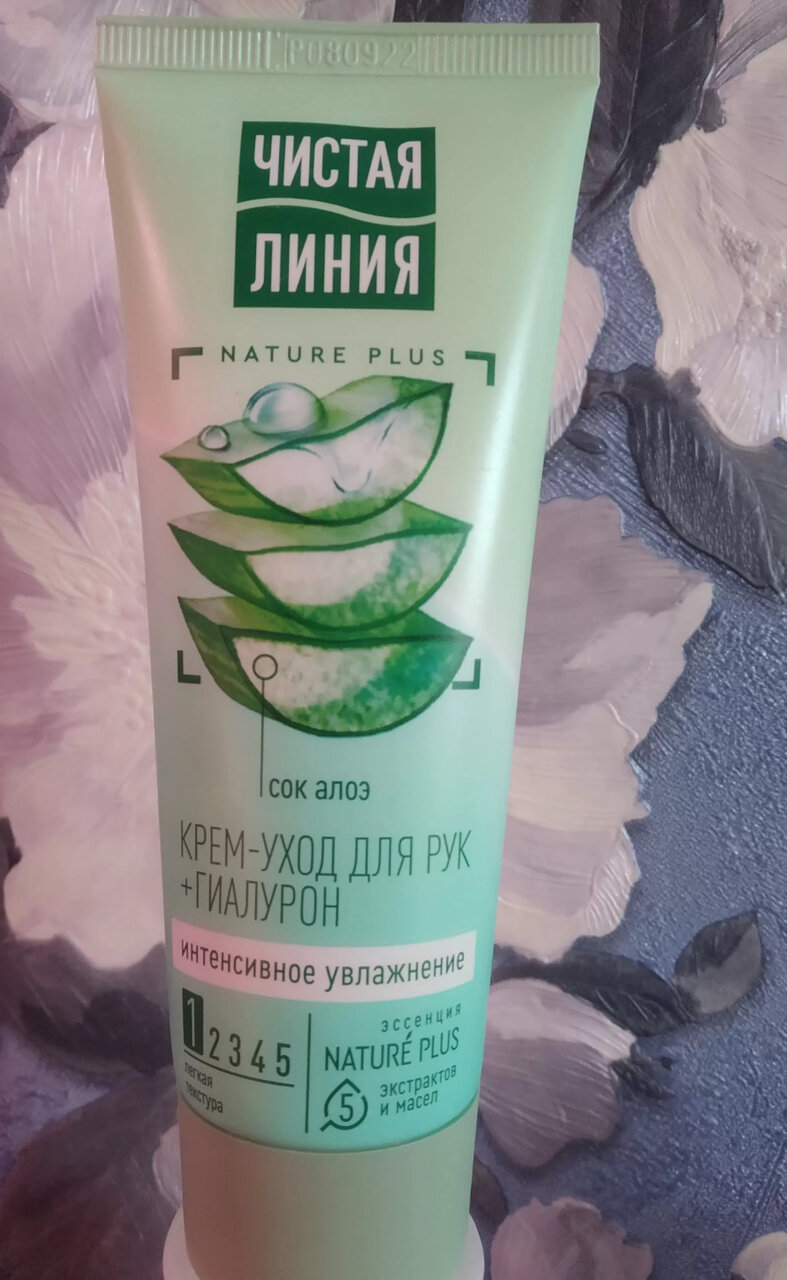 P080922
ЧИСТАЯ
ЛИНИЯ
NATURE PLUS
сок алоэ
КРЕМ-УХОД ДЛЯ РУК
+ГИАЛУРОН
интенсивное увлажнение
1 2 3 4 5
легкая
текстура
эссенция
NATURÉ PLUS
5 экстрактов
и масел